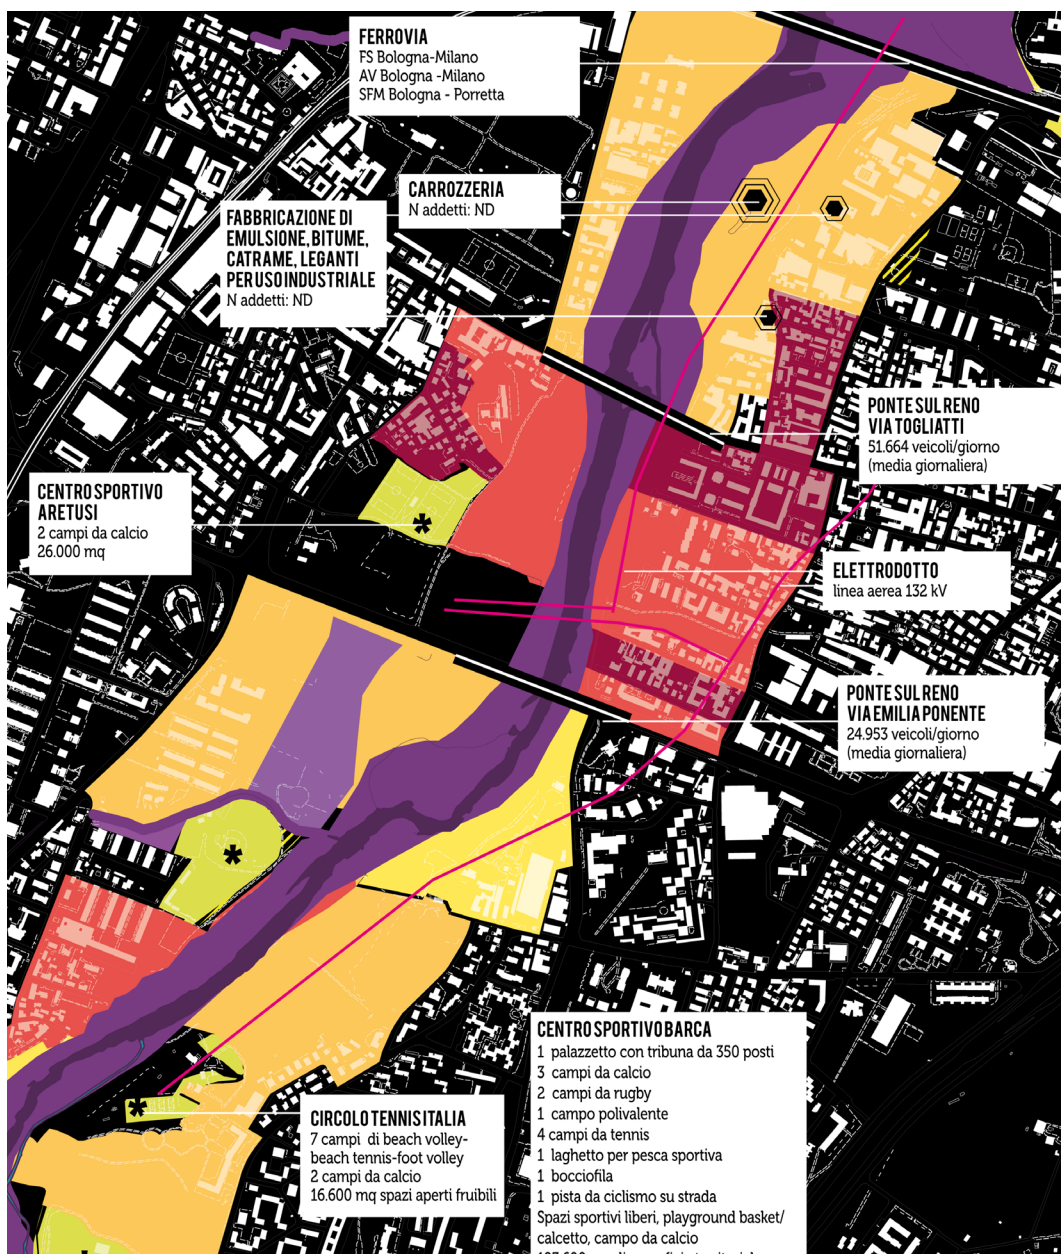 FERROVIA
FS Bologna-Milano
AV Bologna -Milano
SFM Bologna - Porretta
CARROZZERIA
N addetti: ND
FABBRICAZIONE DI
EMULSIONE, BITUME,
CATRAME, LEGANTI
PER USO INDUSTRIALE
N addetti: ND
PONTE SUL RENO
VIA TOGLIATTI
51.664 veicoli/giorno
(media giornaliera)
CENTRO SPORTIVO
ARETUSI
2 campi da calcio
26.000 mq
ELETTRODOTTO
linea aerea 132 kV
PONTE SUL RENO
VIA EMILIA PONENTE
24.953 veicoli/giorno
(media giornaliera)
CENTRO SPORTIVO BARCA
1 palazzetto con tribuna da 350 posti
3 campi da calcio
2 campi da rugby
1 campo polivalente
4 campi da tennis
1 laghetto per pesca sportiva
1 bocciofila
1 pista da ciclismo su strada
Spazi sportivi liberi, playground basket/
calcetto, campo da calcio
CIRCOLO TENNIS ITALIA
7 campi di beach volley-
beach tennis-foot volley
2 campi da calcio
16.600 mq spazi aperti fruibili